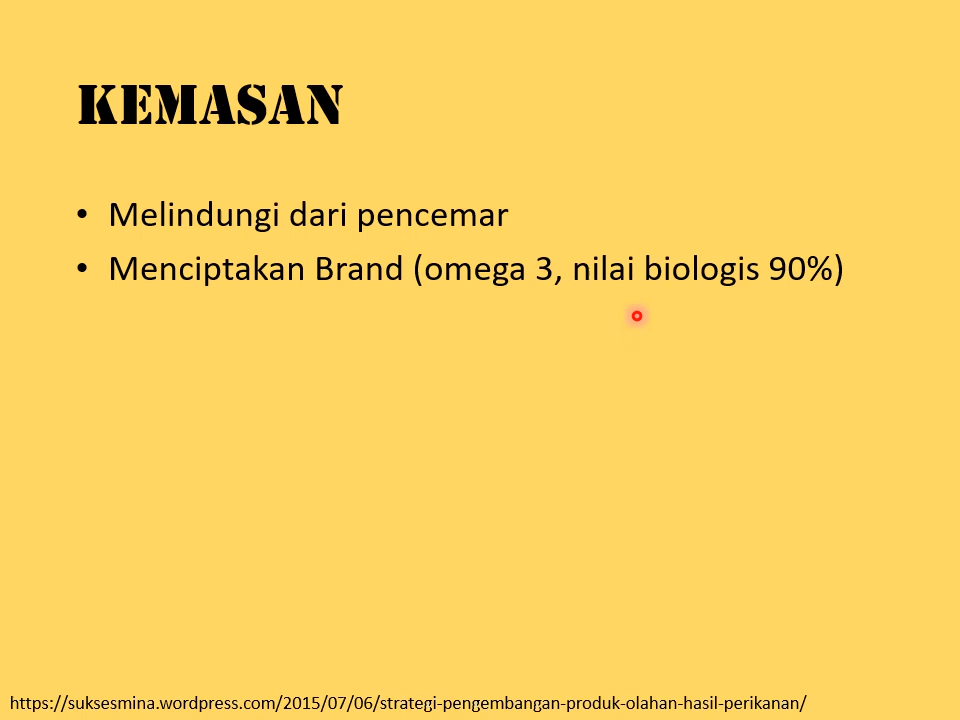 KEMASAN
• Melindungi dari pencemar
• Menciptakan Brand (omega 3, nilai biologis 90%)
https://suksesmina.wordpress.com/2015/07/06/strategi-pengembangan-produk-olahan-hasil-perikanan/